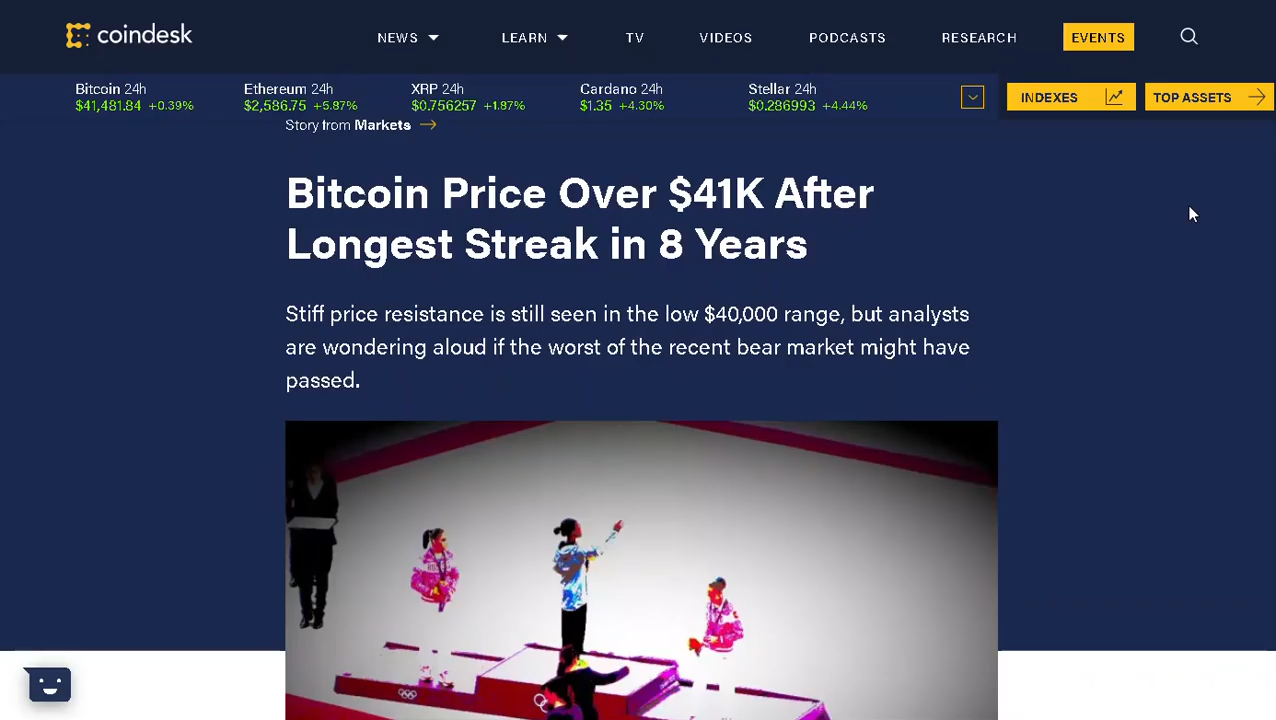 coindesk
NEWS LEARN TV VIDEOS PODCASTS RESEARCH EVENTS
Bitcoin 24h Ethereum 24h XRP 24h Cardano 24h Stellar 24h
$41,481.84 +0.39% $2,586.75 +5.87% $0.756257 +1.87% $1.35 +4.30% $0.286993 +4.44%
INDEXES TOP ASSETS
Story from Markets
Bitcoin Price Over $41K After
Longest Streak in 8 Years
Stiff price resistance is still seen in the low $40,000 range, but analysts
are wondering aloud if the worst of the recent bear market might have
passed.